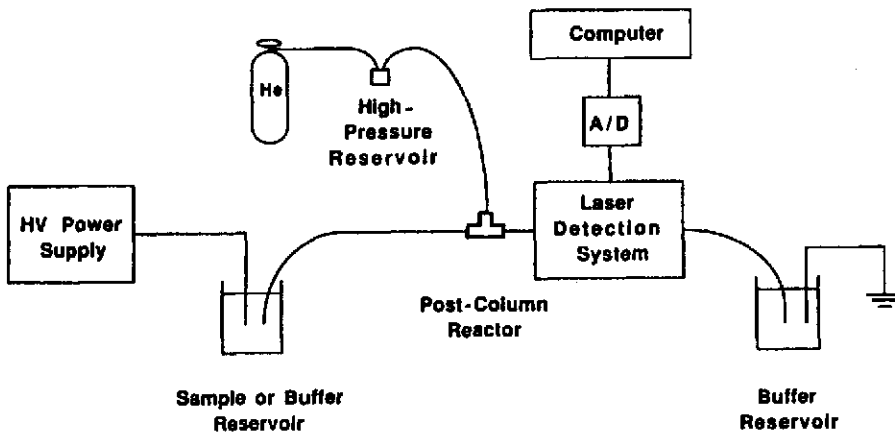 Computer
He
High-
Pressure
Reservoir
A/D
HV Power
Supply
Laser
Detection
System
Post-Column
Reactor
Sample or Buffer
Reservoir
Buffer
Reservoir